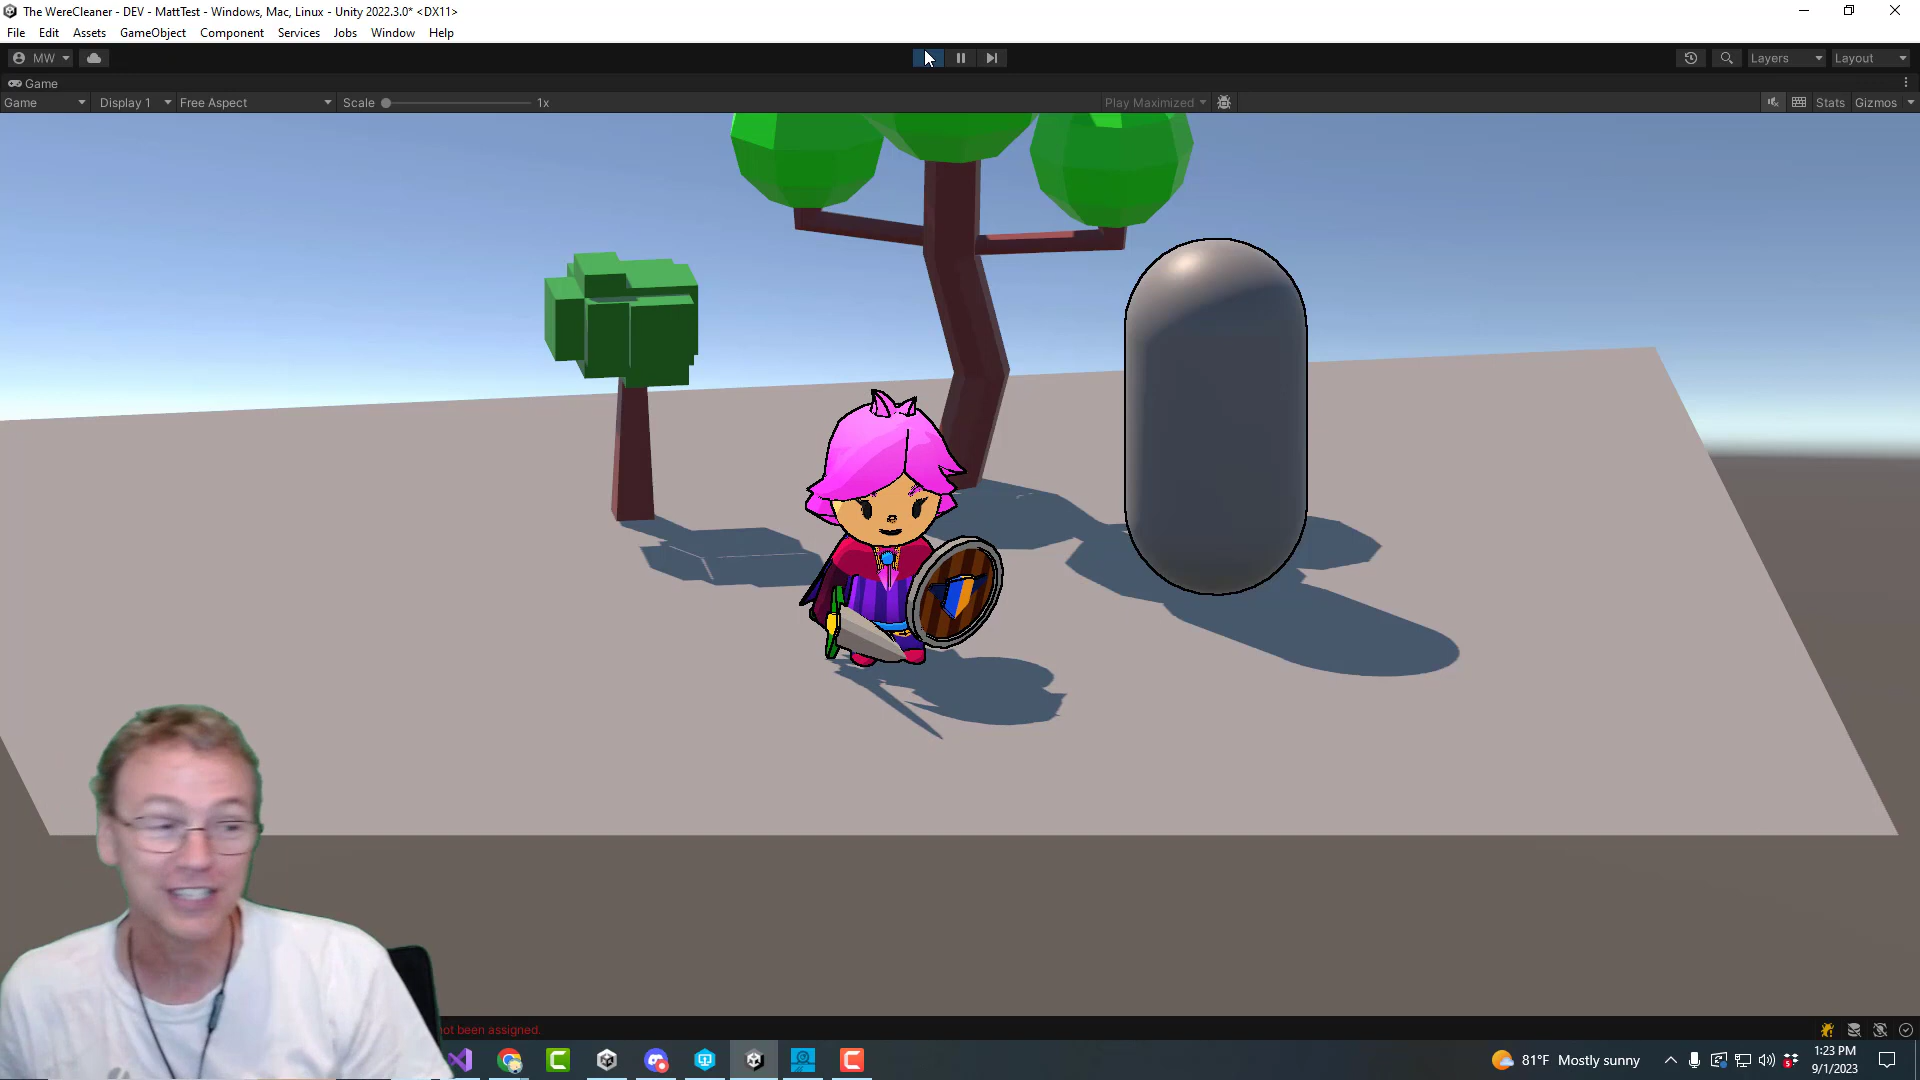 The WereCleaner - DEV - MattTest - Windows, Mac, Linux - Unity 2022.3.0* <DX11>
File Edit Assets GameObject Component Services Jobs Window Help
MW Layers Layout
Game
Game Display 1 Free Aspect Scale 1x Play Maximized Stats Gizmos
not been assigned.
81°F Mostly sunny
1:23 PM
9/1/2023